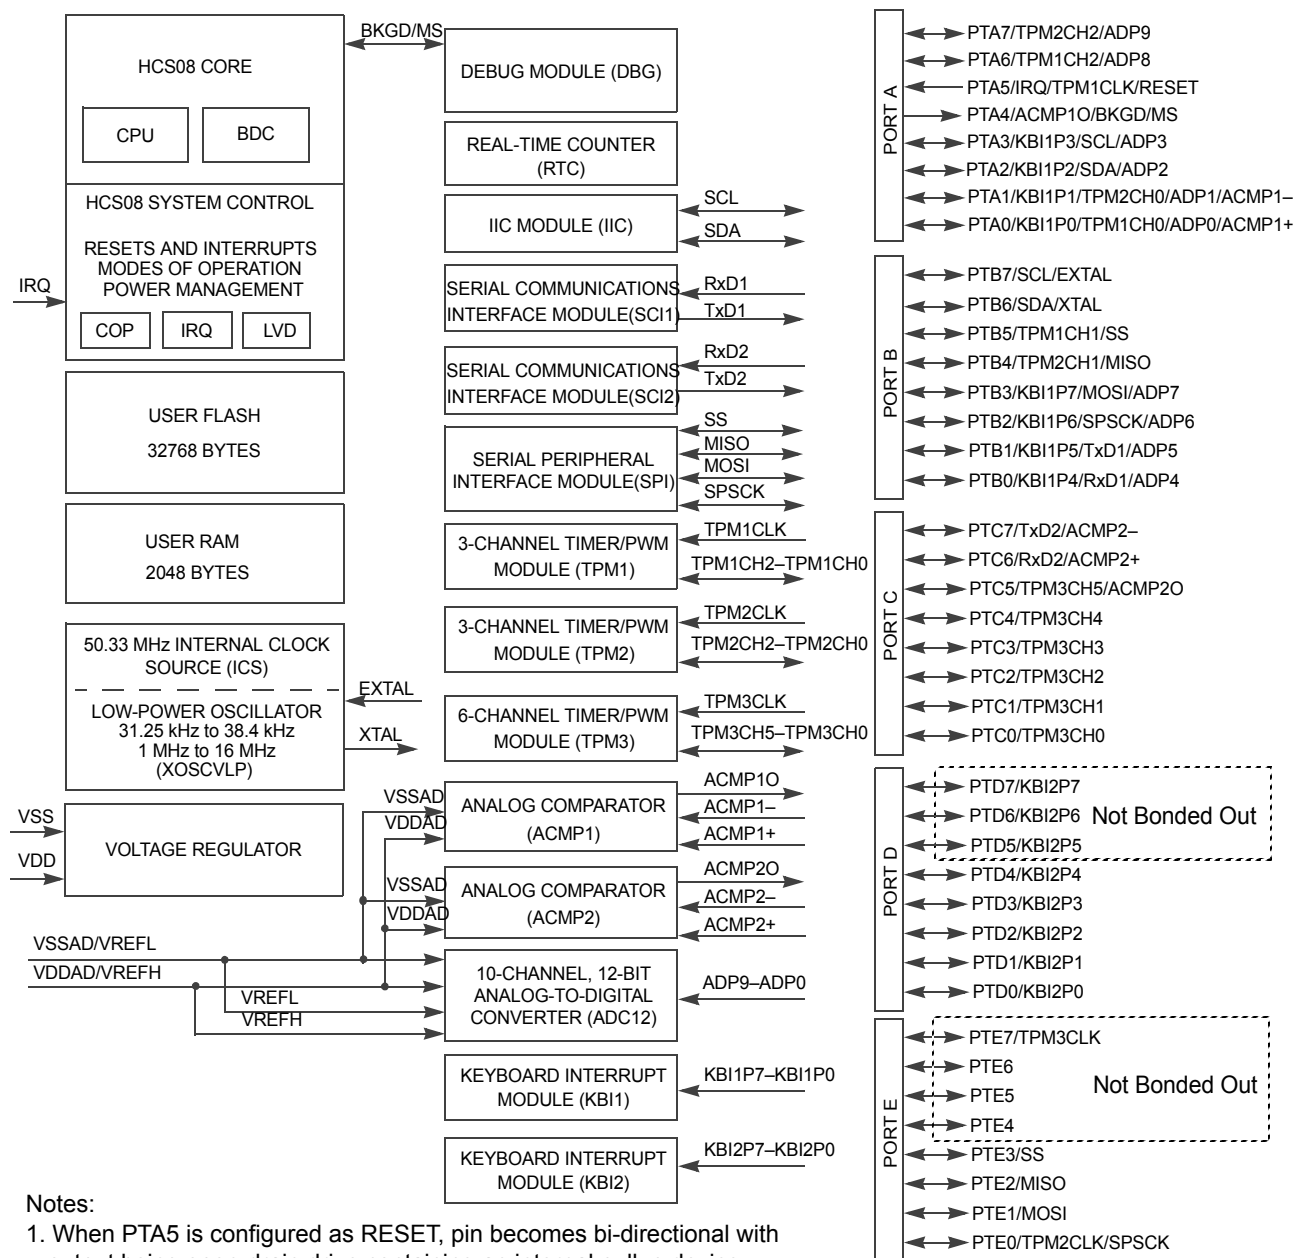 HCS08 CORE
CPU
BDC
HCS08 SYSTEM CONTROL
RESETS AND INTERRUPTS
MODES OF OPERATION
POWER MANAGEMENT
COP
IRQ
LVD
IRQ
USER FLASH
32768 BYTES
USER RAM
2048 BYTES
50.33 MHz INTERNAL CLOCK
SOURCE (ICS)
LOW-POWER OSCILLATOR
31.25 kHz to 38.4 kHz
1 MHz to 16 MHz
(XOSCVLP)
EXTAL
XTAL
VSS
VDD
VOLTAGE REGULATOR
VSSAD/VREFL
VDDAD/VREFH
VREFL
VREFH
BKGD/MS
DEBUG MODULE (DBG)
REAL-TIME COUNTER
(RTC)
IIC MODULE (IIC)
SCL
SDA
SERIAL COMMUNICATIONS
INTERFACE MODULE(SCI1)
RxD1
TxD1
SERIAL COMMUNICATIONS
INTERFACE MODULE(SCI2)
RxD2
TxD2
SERIAL PERIPHERAL
INTERFACE MODULE(SPI)
SS
MISO
MOSI
SPSCK
3-CHANNEL TIMER/PWM
MODULE (TPM1)
TPM1CLK
TPM1CH2–TPM1CH0
3-CHANNEL TIMER/PWM
MODULE (TPM2)
TPM2CLK
TPM2CH2–TPM2CH0
6-CHANNEL TIMER/PWM
MODULE (TPM3)
TPM3CLK
TPM3CH5–TPM3CH0
VSSAD
VDDAD
ANALOG COMPARATOR
(ACMP1)
ACMP1O
ACMP1–
ACMP1+
VSSAD
VDDAD
ANALOG COMPARATOR
(ACMP2)
ACMP2O
ACMP2–
ACMP2+
10-CHANNEL, 12-BIT
ANALOG-TO-DIGITAL
CONVERTER (ADC12)
ADP9–ADP0
KEYBOARD INTERRUPT
MODULE (KBI1)
KBI1P7–KBI1P0
KEYBOARD INTERRUPT
MODULE (KBI2)
KBI2P7–KBI2P0
PORT A
PTA7/TPM2CH2/ADP9
PTA6/TPM1CH2/ADP8
PTA5/IRQ/TPM1CLK/RESET
PTA4/ACMP1O/BKGD/MS
PTA3/KBI1P3/SCL/ADP3
PTA2/KBI1P2/SDA/ADP2
PTA1/KBI1P1/TPM2CH0/ADP1/ACMP1–
PTA0/KBI1P0/TPM1CH0/ADP0/ACMP1+
PORT B
PTB7/SCL/EXTAL
PTB6/SDA/XTAL
PTB5/TPM1CH1/SS
PTB4/TPM2CH1/MISO
PTB3/KBI1P7/MOSI/ADP7
PTB2/KBI1P6/SPSCK/ADP6
PTB1/KBI1P5/TxD1/ADP5
PTB0/KBI1P4/RxD1/ADP4
PORT C
PTC7/TxD2/ACMP2–
PTC6/RxD2/ACMP2+
PTC5/TPM3CH5/ACMP2O
PTC4/TPM3CH4
PTC3/TPM3CH3
PTC2/TPM3CH2
PTC1/TPM3CH1
PTC0/TPM3CH0
PORT D
PTD7/KBI2P7
PTD6/KBI2P6 Not Bonded Out
PTD5/KBI2P5
PTD4/KBI2P4
PTD3/KBI2P3
PTD2/KBI2P2
PTD1/KBI2P1
PTD0/KBI2P0
PORT E
PTE7/TPM3CLK
PTE6
Not Bonded Out
PTE5
PTE4
PTE3/SS
PTE2/MISO
PTE1/MOSI
PTE0/TPM2CLK/SPSCK
Notes:
1. When PTA5 is configured as RESET, pin becomes bi-directional with